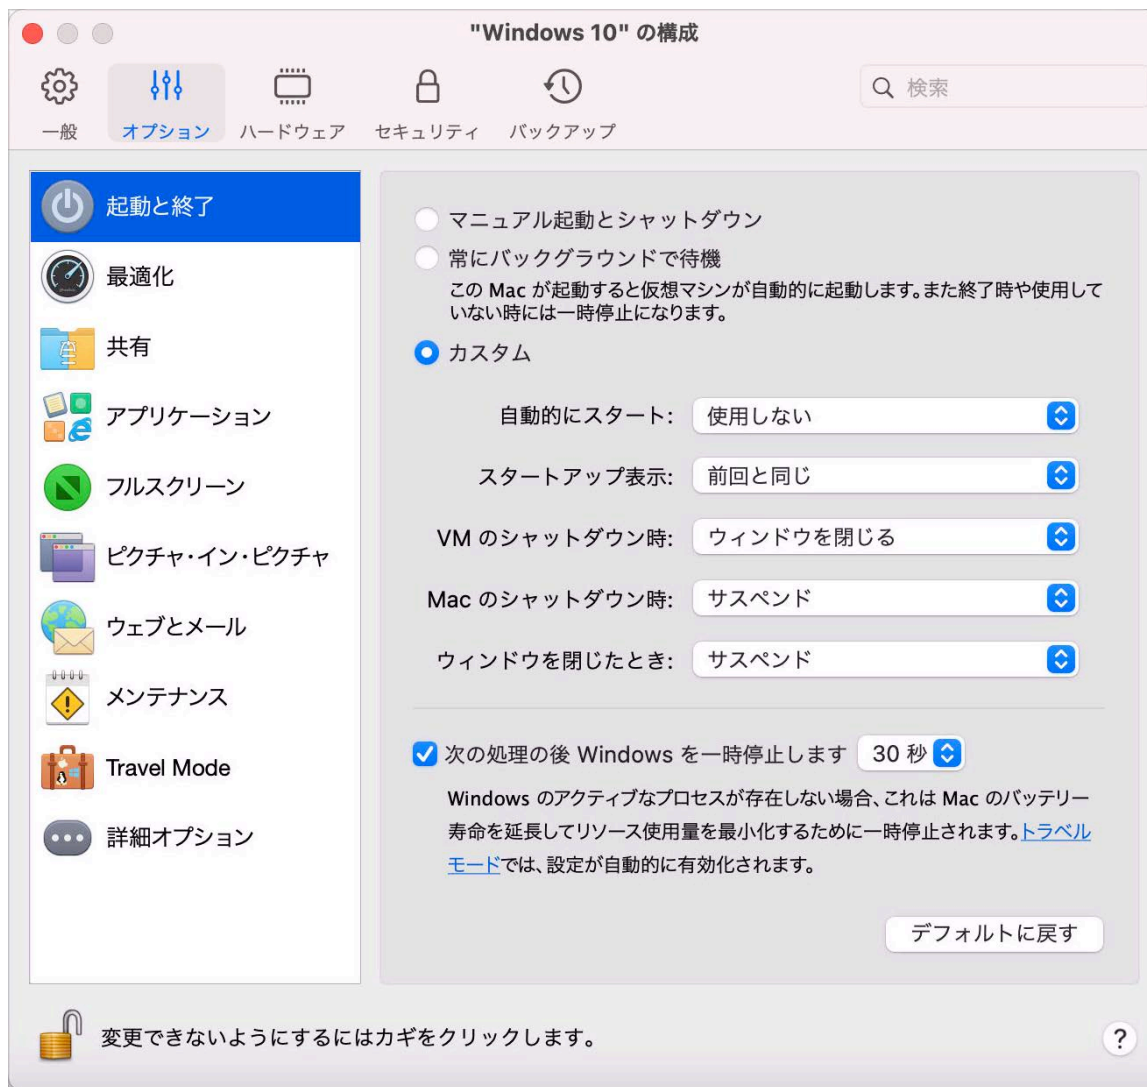 "Windows 10" の構成
一般
オプション
ハードウェア
セキュリティ
バックアップ
検索
起動と終了
最適化
共有
アプリケーション
フルスクリーン
ピクチャ・イン・ピクチャ
ウェブとメール
メンテナンス
Travel Mode
詳細オプション
マニュアル起動とシャットダウン
常にバックグラウンドで待機
この Mac が起動すると仮想マシンが自動的に起動します。また終了時や使用して
いない時には一時停止になります。
カスタム
自動的にスタート: 使用しない
スタートアップ表示: 前回と同じ
VM のシャットダウン時: ウィンドウを閉じる
Mac のシャットダウン時: サスペンド
ウィンドウを閉じたとき: サスペンド
次の処理の後 Windows を一時停止します 30 秒
Windows のアクティブなプロセスが存在しない場合、これは Mac のバッテリー
寿命を延長してリソース使用量を最小化するために一時停止されます。トラベル
モードでは、設定が自動的に有効化されます。
デフォルトに戻す
変更できないようにするにはカギをクリックします。
?